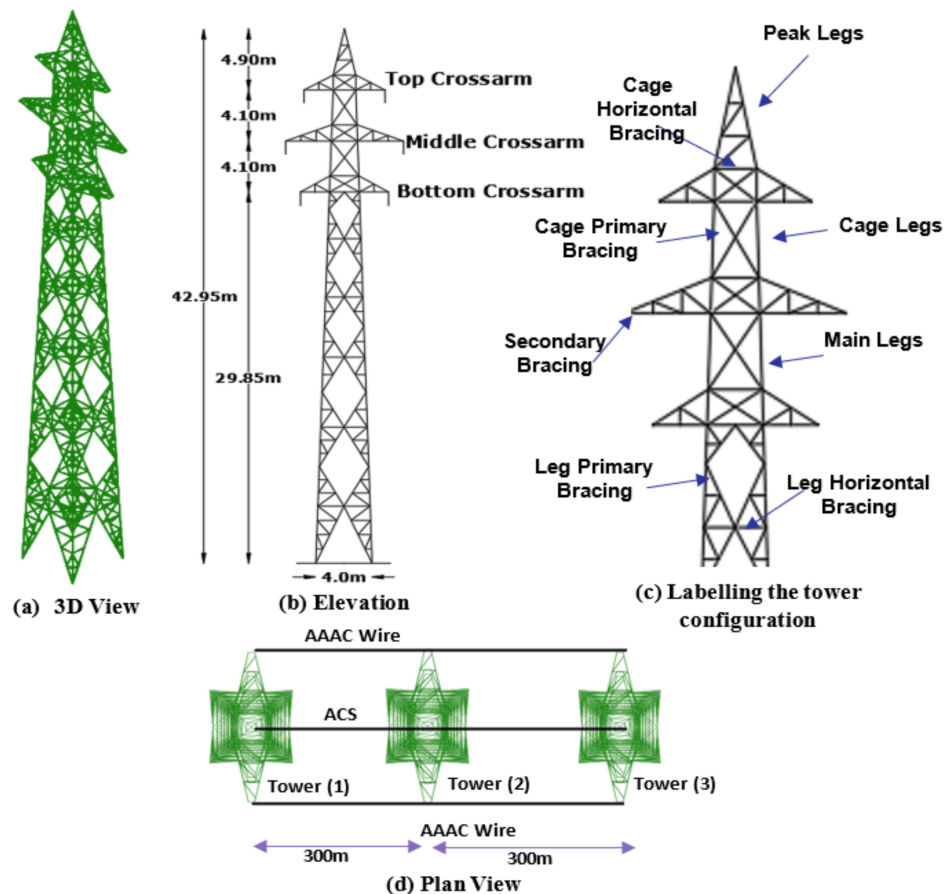 4.90m
4.10m
4.10m
42.95m
29.85m
4.0m
Top Crossarm
Middle Crossarm
Bottom Crossarm
(a) 3D View
(b) Elevation
Peak Legs
Cage
Horizontal
Bracing
Cage Primary
Bracing
Cage Legs
Secondary
Bracing
Main Legs
Leg Primary
Bracing
Leg Horizontal
Bracing
(c) Labelling the tower
configuration
AAAC Wire
ACS
Tower (1)
Tower (2)
Tower (3)
AAAC Wire
300m
300m
(d) Plan View